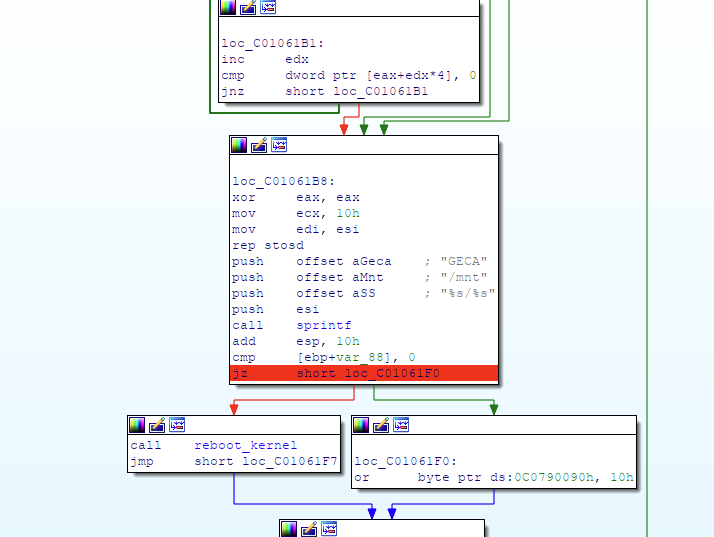 loc_C01061B1:
inc edx
cmp dword ptr [eax+edx*4], 0
jnz short loc_C01061B1
loc_C01061B8:
xor eax, eax
mov ecx, 10h
mov edi, esi
rep stosd
push offset aGeca ; "GECA"
push offset aMnt ; "/mnt"
push offset aSS ; "%s/%s"
push esi
call sprintf
add esp, 10h
cmp [ebp+var_88], 0
jz short loc_C01061F0
call reboot_kernel
jmp short loc_C01061F7
loc_C01061F0:
or byte ptr ds:0C0790090h, 10h